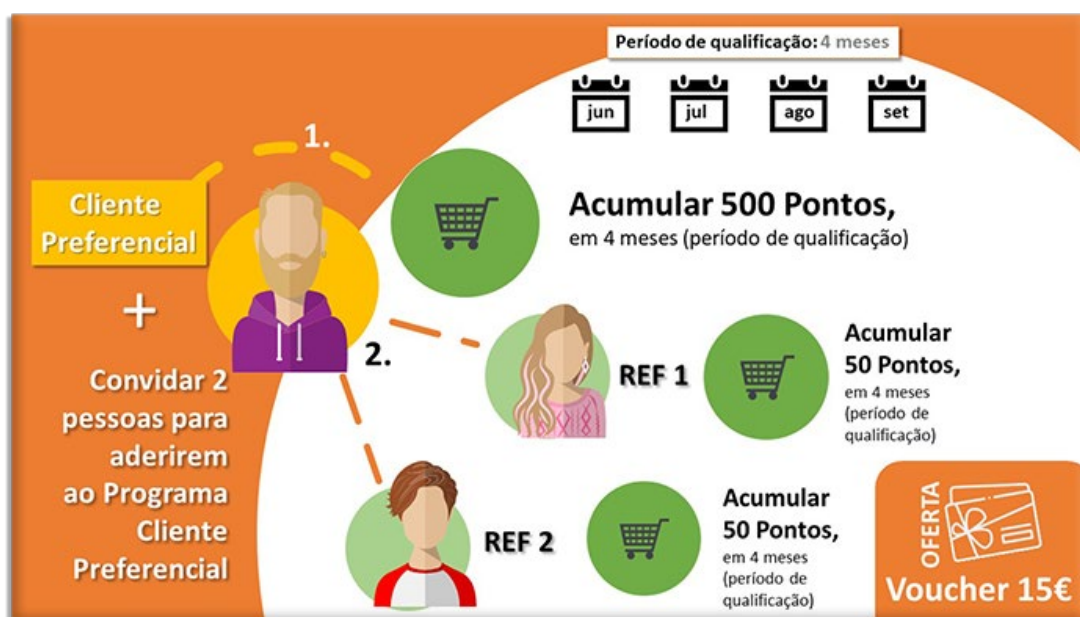 Período de qualificação: 4 meses
jun
jul
ago
set
1.
Cliente
Preferencial
+
Convidar 2
pessoas para
aderirem
ao Programa
Cliente
Preferencial
Acumular 500 Pontos,
em 4 meses (período de qualificação)
2.
REF 1
Acumular
50 Pontos,
em 4 meses
(período de
qualificação)
REF 2
Acumular
50 Pontos,
em 4 meses
(período de
qualificação)
OFERTA
Voucher 15€